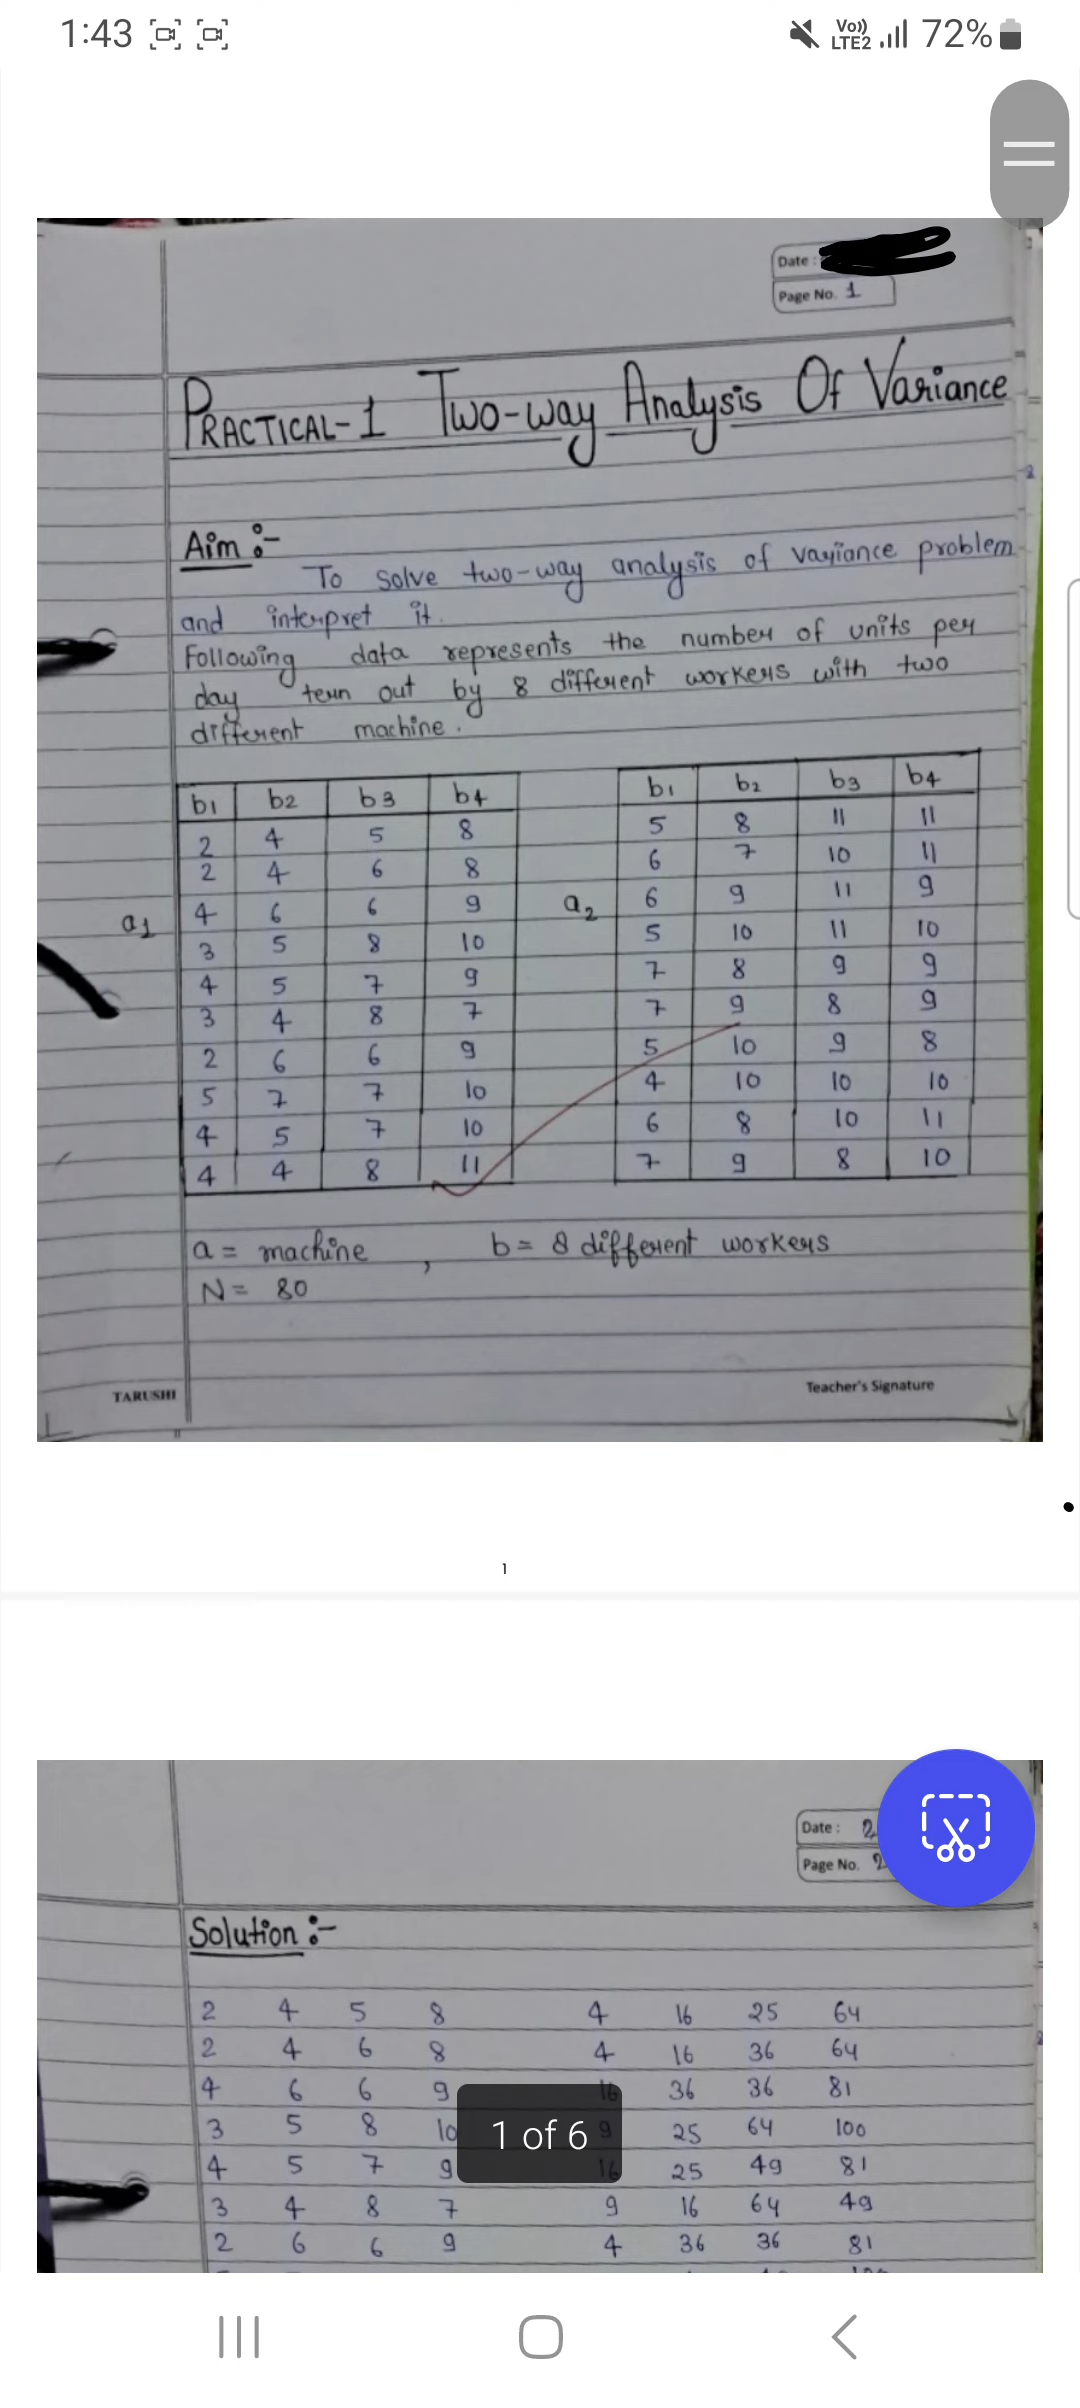 1:43
Vo)) LTE2 72%
Date :
Page No. 1
PRACTICAL-1 Two-way Analysis Of Variance
Aim :-
To solve two-way analysis of variance problem
and interpret it.
Following data represents the number of units per
day tern out by 8 different workers with two
different machine.
b1 b2 b3 b4 b1 b2 b3 b4
2 4 5 8 5 8 11 11
2 4 6 8 6 7 10 11
a1 4 6 6 9 a2 6 9 11 9
3 5 8 10 5 10 11 10
4 5 7 9 7 8 9 9
3 4 8 7 7 9 8 9
2 6 6 9 5 10 9 8
5 7 7 10 4 10 10 10
4 5 7 10 6 8 10 11
4 4 8 11 7 9 8 10
a = machine , b = 8 different workers
N = 80
TARUSHI Teacher's Signature
1
Date : 2
Page No. 2
Solution :-
2 4 5 8 4 16 25 64
2 4 6 8 4 16 36 64
4 6 6 9 16 36 36 81
3 5 8 10 9 25 64 100
1 of 6
4 5 7 9 16 25 49 81
3 4 8 7 9 16 64 49
2 6 6 9 4 36 36 81